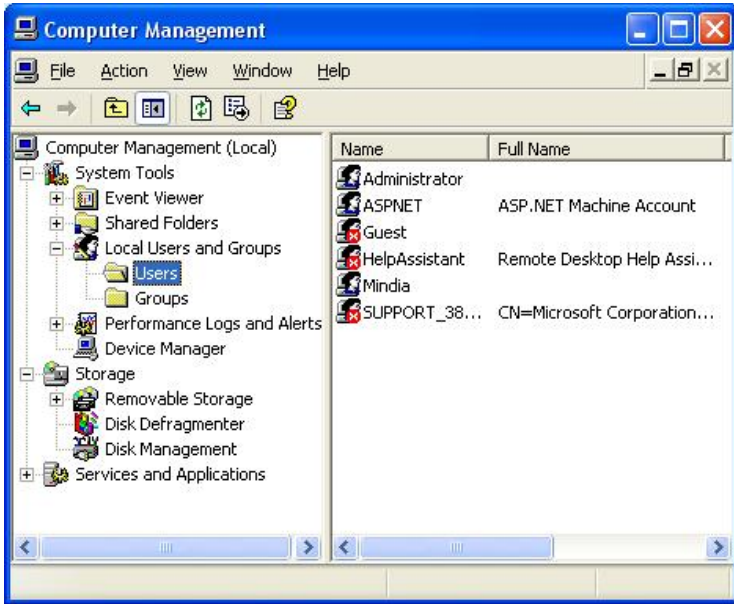 Computer Management
File Action View Window Help
Computer Management (Local)
System Tools
Event Viewer
Shared Folders
Local Users and Groups
Users
Groups
Performance Logs and Alerts
Device Manager
Storage
Removable Storage
Disk Defragmenter
Disk Management
Services and Applications
Name Full Name
Administrator
ASPNET ASP.NET Machine Account
Guest
HelpAssistant Remote Desktop Help Assi...
Mindia
SUPPORT_38... CN=Microsoft Corporation...